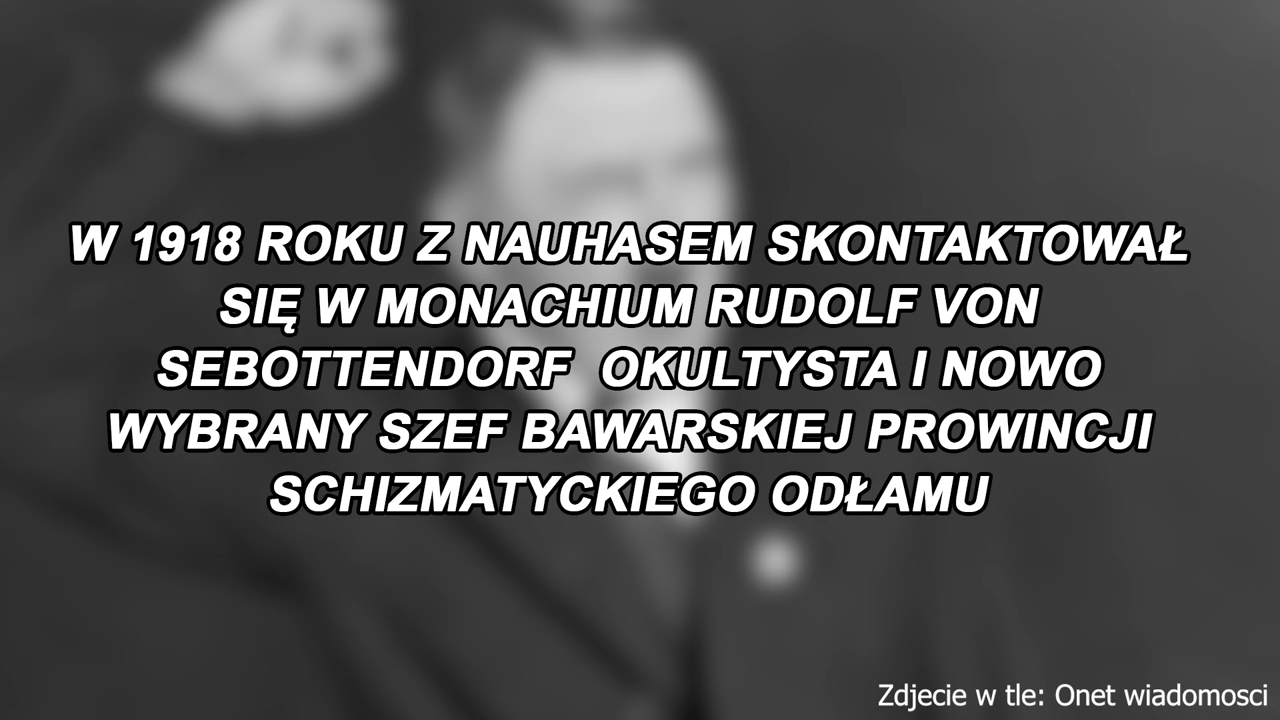 W 1918 ROKU Z NAUHASEM SKONTAKTOWAŁ
SIĘ W MONACHIUM RUDOLF VON
SEBOTTENDORF  OKULTYSTA I NOWO
WYBRANY SZEF BAWARSKIEJ PROWINCJI
SCHIZMATYCKIEGO ODŁAMU
Zdjecie w tle: Onet wiadomosci